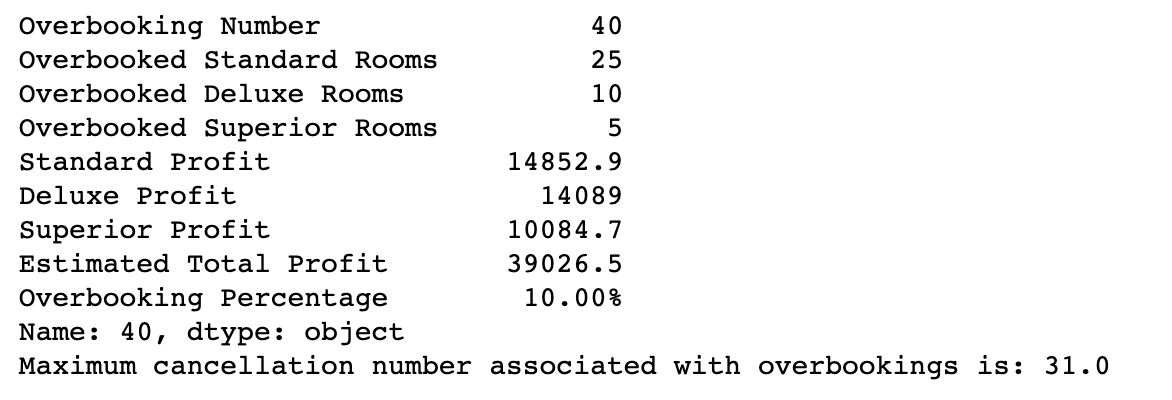 Overbooking Number 40
Overbooked Standard Rooms 25
Overbooked Deluxe Rooms 10
Overbooked Superior Rooms 5
Standard Profit 14852.9
Deluxe Profit 14089
Superior Profit 10084.7
Estimated Total Profit 39026.5
Overbooking Percentage 10.00%
Name: 40, dtype: object
Maximum cancellation number associated with overbookings is: 31.0